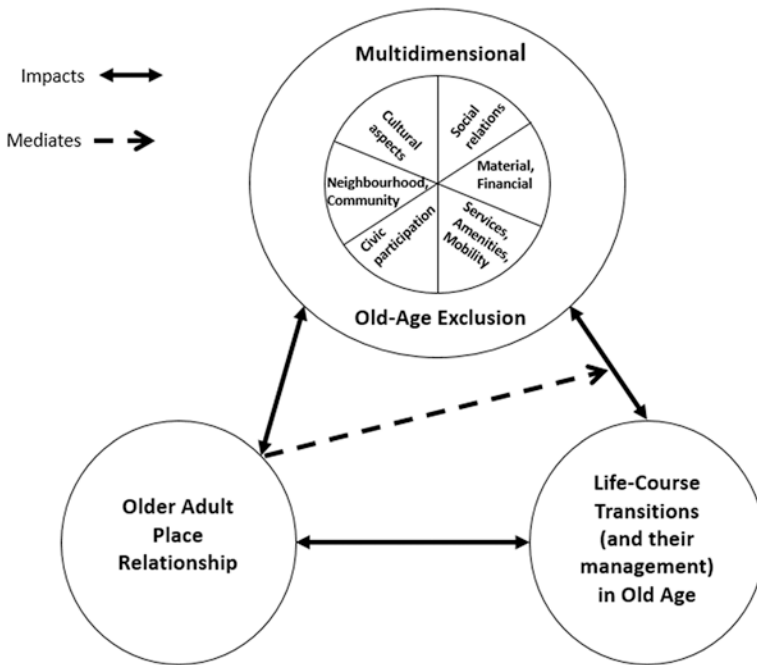 Multidimensional
Impacts
Mediates
Cultural
aspects
Social
relations
Neighbourhood,
Community
Material,
Financial
Civic
participation
Services,
Amenities,
Mobility
Old-Age Exclusion
Older Adult
Place
Relationship
Life-Course
Transitions
(and their
management)
in Old Age